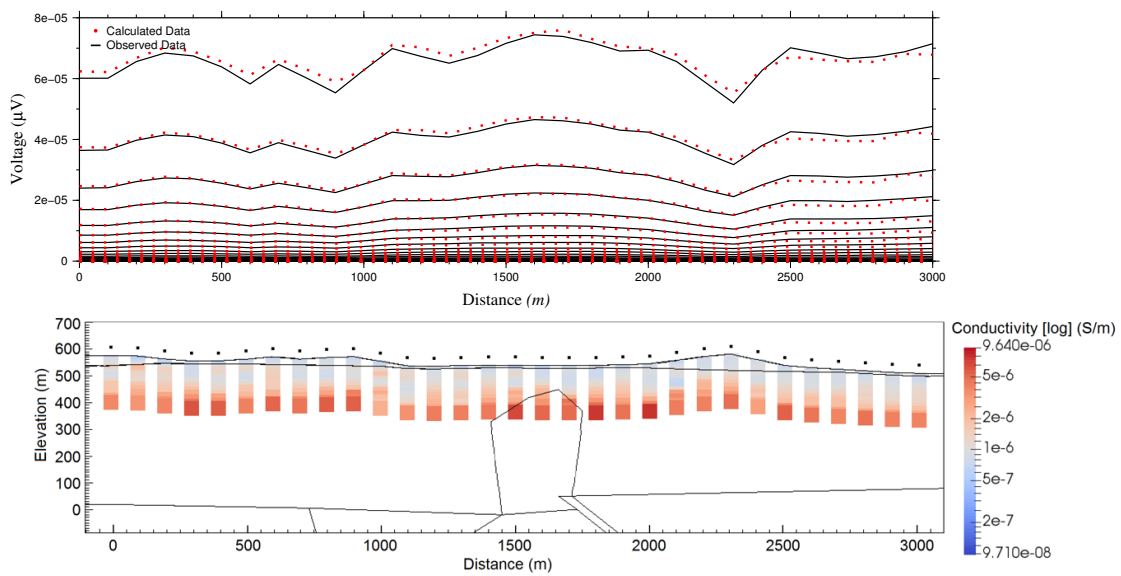 8e−05
6e−05
4e−05
2e−05
0
Voltage (μV)
Calculated Data
Observed Data
0 500 1000 1500 2000 2500 3000
Distance (m)
700
600
500
400
300
200
100
0
Elevation (m)
0 500 1000 1500 2000 2500 3000
Distance (m)
Conductivity [log] (S/m)
9.640e-06
5e-6
2e-6
1e-6
5e-7
2e-7
9.710e-08